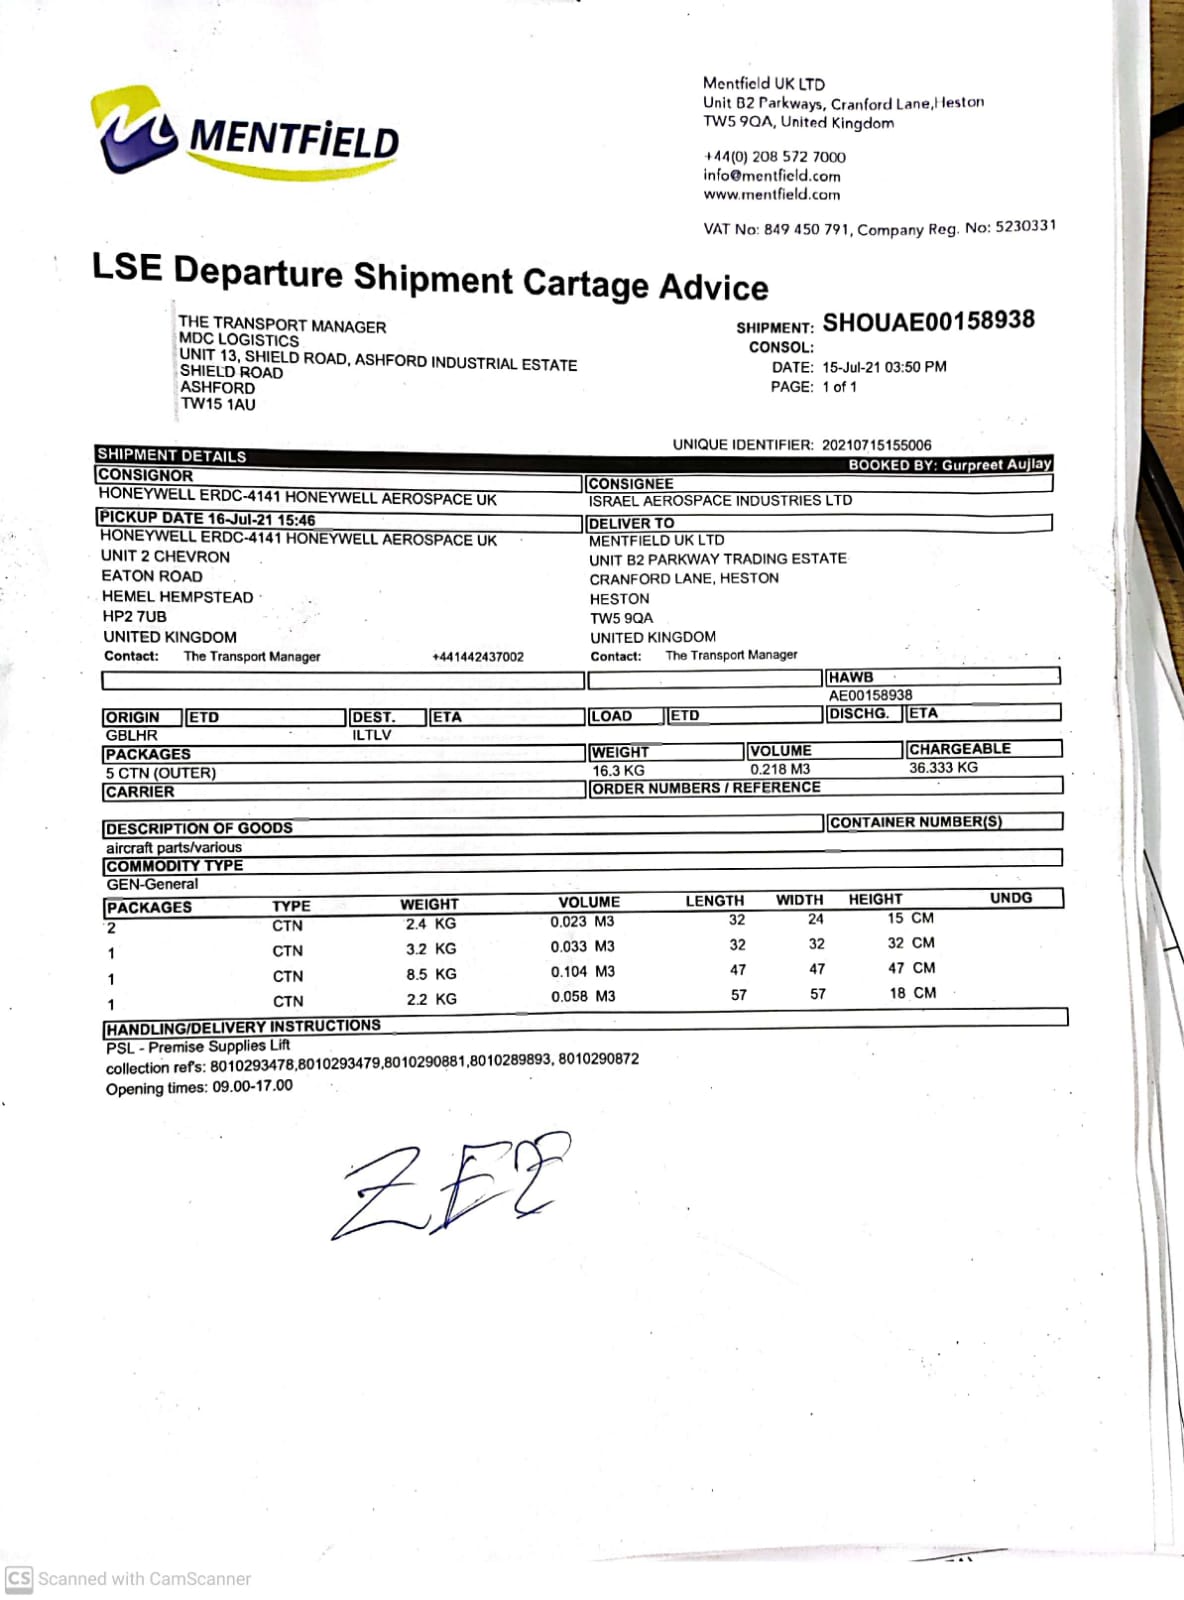 MENTFiELD
Mentfield UK LTD
Unit B2 Parkways, Cranford Lane,Heston
TW5 9QA, United Kingdom
+44(0) 208 572 7000
info@mentfield.com
www.mentfield.com
VAT No: 849 450 791, Company Reg. No: 5230331
LSE Departure Shipment Cartage Advice
THE TRANSPORT MANAGER
MDC LOGISTICS
UNIT 13, SHIELD ROAD, ASHFORD INDUSTRIAL ESTATE
SHIELD ROAD
ASHFORD
TW15 1AU
SHIPMENT: SHOUAE00158938
CONSOL:
DATE: 15-Jul-21 03:50 PM
PAGE: 1 of 1
UNIQUE IDENTIFIER: 20210715155006
SHIPMENT DETAILS BOOKED BY: Gurpreet Aujlay
CONSIGNOR CONSIGNEE
HONEYWELL ERDC-4141 HONEYWELL AEROSPACE UK ISRAEL AEROSPACE INDUSTRIES LTD
PICKUP DATE 16-Jul-21 15:46 DELIVER TO
HONEYWELL ERDC-4141 HONEYWELL AEROSPACE UK MENTFIELD UK LTD
UNIT 2 CHEVRON UNIT B2 PARKWAY TRADING ESTATE
EATON ROAD CRANFORD LANE, HESTON
HEMEL HEMPSTEAD HESTON
HP2 7UB TW5 9QA
UNITED KINGDOM UNITED KINGDOM
Contact: The Transport Manager +441442437002 Contact: The Transport Manager
HAWB
AE00158938
ORIGIN ETD DEST. ETA LOAD ETD DISCHG. ETA
GBLHR ILTLV
PACKAGES WEIGHT VOLUME CHARGEABLE
5 CTN (OUTER) 16.3 KG 0.218 M3 36.333 KG
CARRIER ORDER NUMBERS / REFERENCE
DESCRIPTION OF GOODS CONTAINER NUMBER(S)
aircraft parts/various
COMMODITY TYPE
GEN-General
PACKAGES TYPE WEIGHT VOLUME LENGTH WIDTH HEIGHT UNDG
2 CTN 2.4 KG 0.023 M3 32 24 15 CM
1 CTN 3.2 KG 0.033 M3 32 32 32 CM
1 CTN 8.5 KG 0.104 M3 47 47 47 CM
1 CTN 2.2 KG 0.058 M3 57 57 18 CM
HANDLING/DELIVERY INSTRUCTIONS
PSL - Premise Supplies Lift
collection ref's: 8010293478,8010293479,8010290881,8010289893, 8010290872
Opening times: 09.00-17.00
CS Scanned with CamScanner